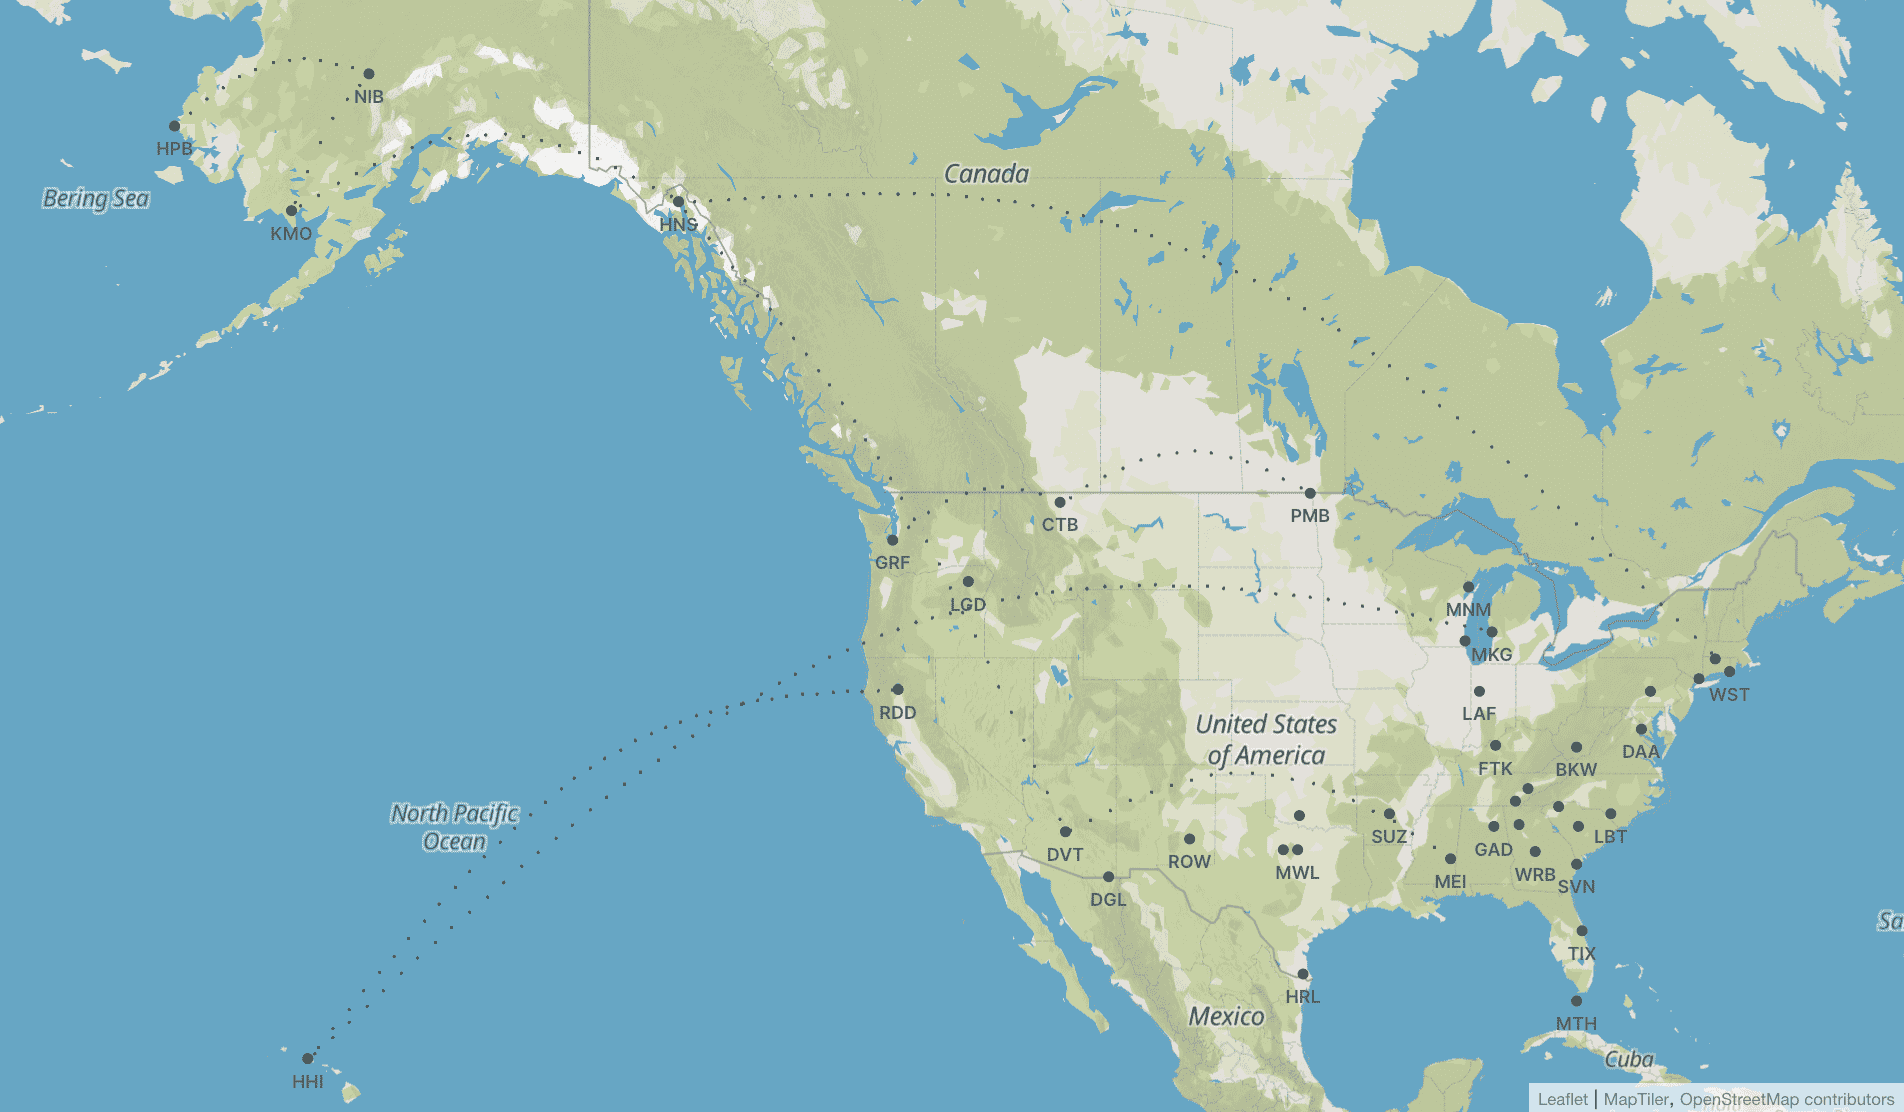 NIB
HPB
Canada
Bering Sea
HNS
KMO
CTB
PMB
GRF
LGD
MNM
MKG
WST
RDD
LAF
United States
of America
DAA
FTK
BKW
North Pacific
Ocean
SUZ
LBT
GAD
DVT
ROW
MWL
MEI
WRB
SVN
DGL
Sa
TIX
HRL
Mexico
MTH
Cuba
HHI
Leaflet | MapTiler, OpenStreetMap contributors